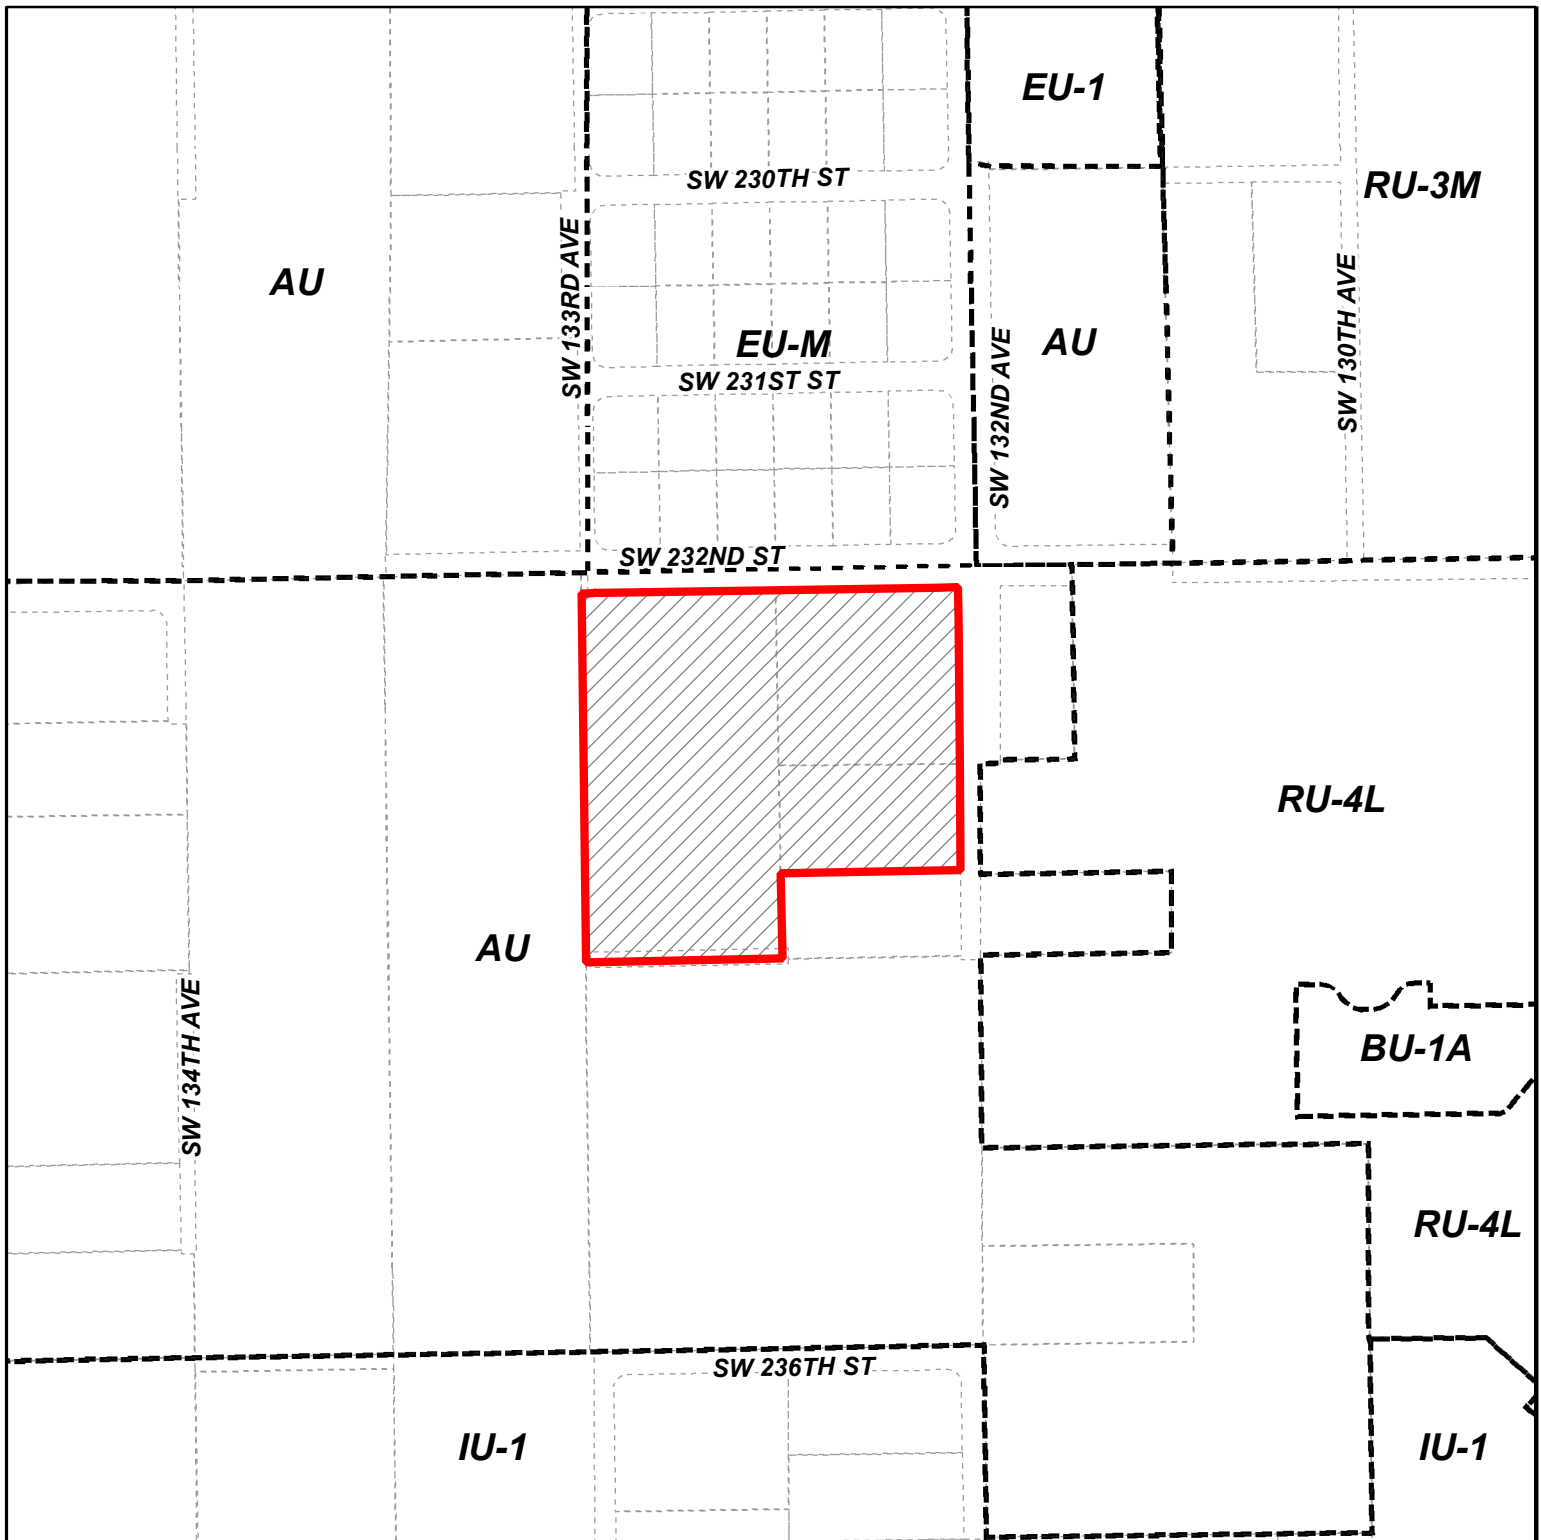 EU-1
SW 230TH ST
RU-3M
AU
SW 133RD AVE
EU-M
SW 132ND AVE
AU
SW 130TH AVE
SW 231ST ST
SW 232ND ST
RU-4L
AU
SW 134TH AVE
BU-1A
RU-4L
SW 236TH ST
IU-1
IU-1